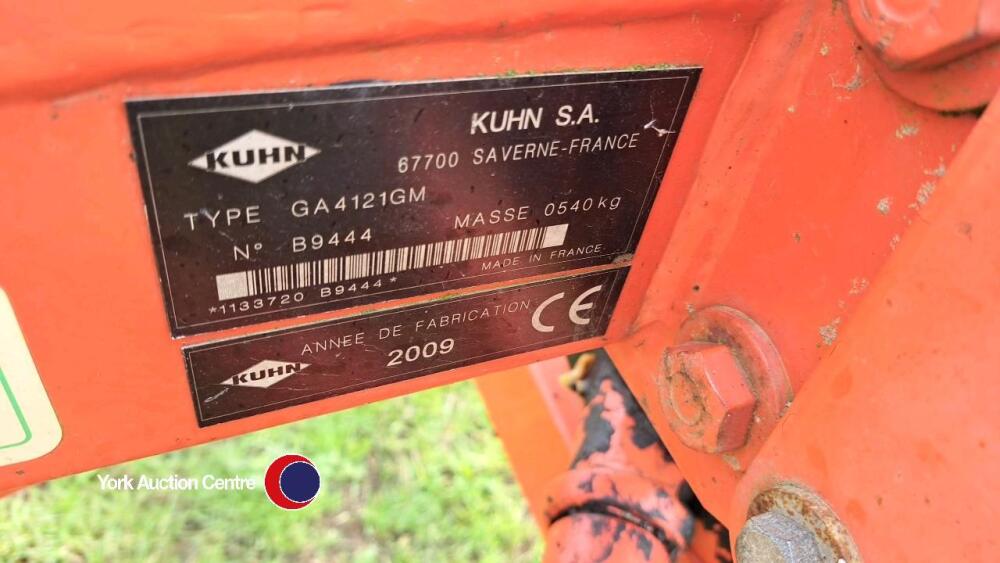 KUHN
KUHN S.A.
67700 SAVERNE-FRANCE
TYPE GA4121GM
MASSE 0540kg
N° B9444
*1133720 B9444*
MADE IN FRANCE
KUHN
ANNEE DE FABRICATION
2009
CE
York Auction Centre